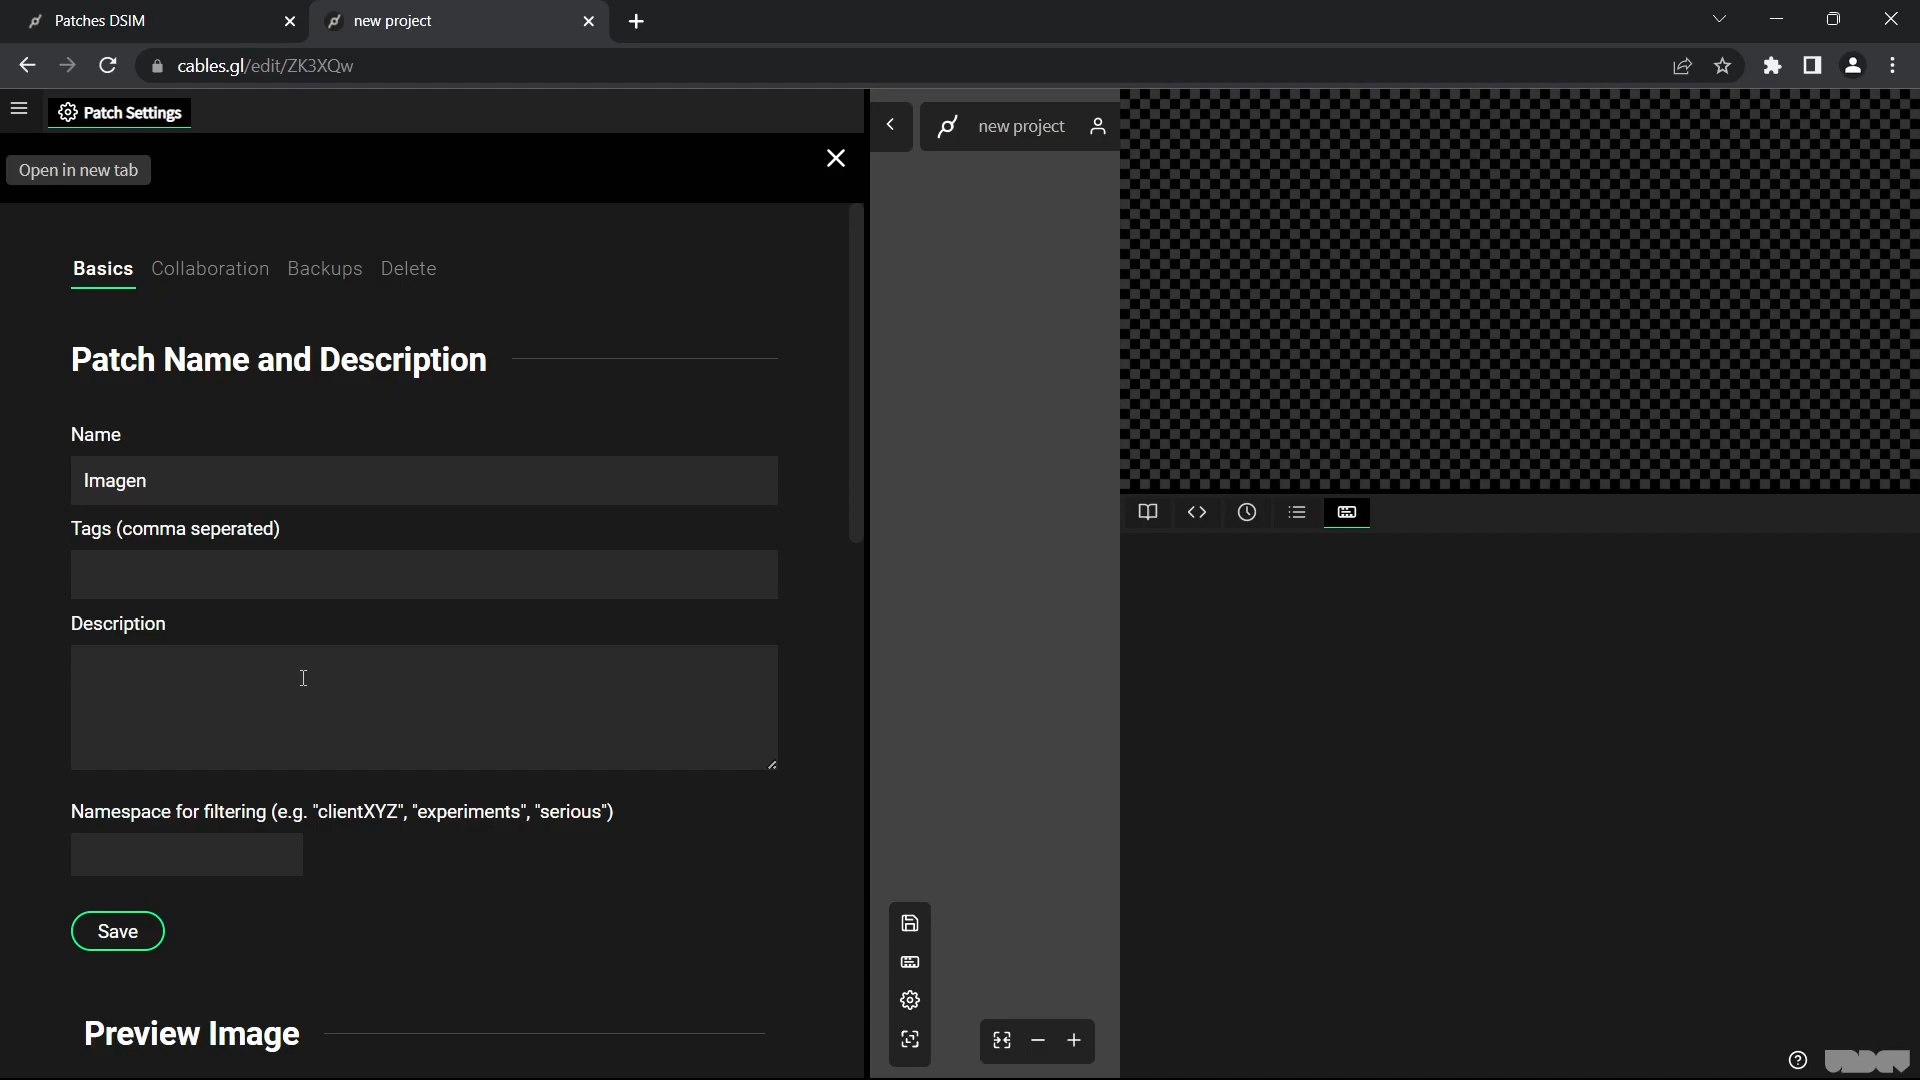 Patches DSIM
new project
cables.gl/edit/ZK3XQw
Patch Settings
new project
Open in new tab
Basics Collaboration Backups Delete
Patch Name and Description
Name
Imagen
Tags (comma seperated)
Description
Namespace for filtering (e.g. "clientXYZ", "experiments", "serious")
Save
Preview Image